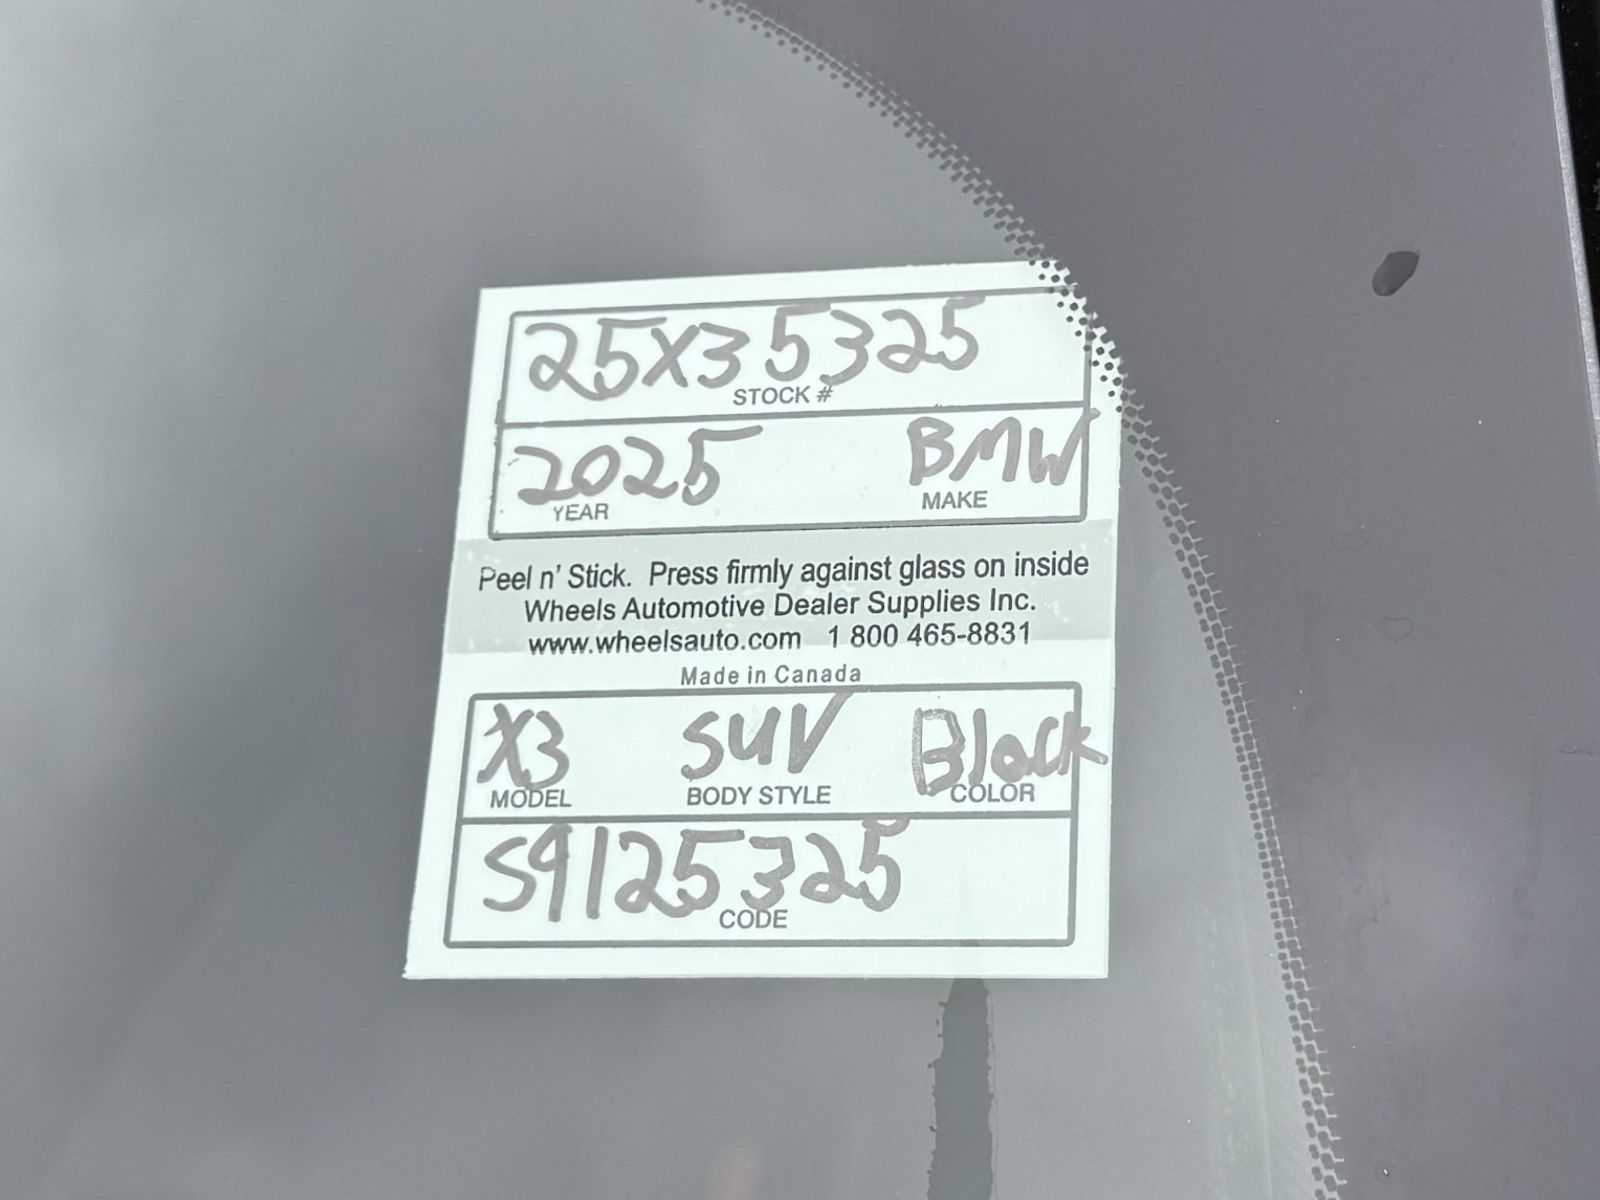 25X35325
STOCK #
2025 BMW
YEAR MAKE
Peel n' Stick. Press firmly against glass on inside
Wheels Automotive Dealer Supplies Inc.
www.wheelsauto.com 1 800 465-8831
Made in Canada
X3 SUV Black
MODEL BODY STYLE COLOR
S9125325
CODE